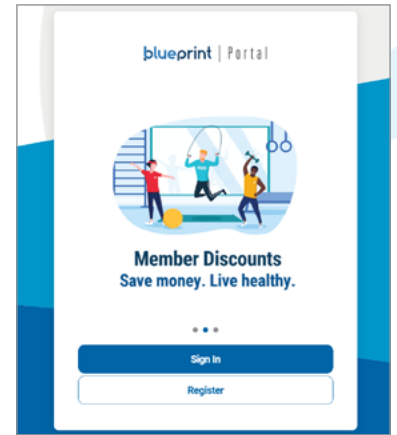 blueprint | Portal
Member Discounts
Save money. Live healthy.
Sign In
Register